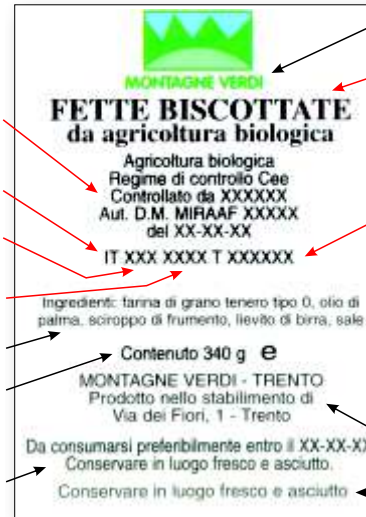 MONTAGNE VERDI
FETTE BISCOTTATE
da agricoltura biologica
Agricoltura biologica
Regime di controllo Cee
Controllato da XXXXXX
Aut. D.M. MIRAAF XXXXX
del XX-XX-XX
IT XXX XXXX T XXXXXX
Ingredienti: farina di grano tenero tipo 0, olio di
palma, sciroppo di frumento, lievito di birra, sale
Contenuto 340 g e
MONTAGNE VERDI - TRENTO
Prodotto nello stabilimento di
Via dei Fiori, 1 - Trento
Da consumarsi preferibilmente entro il XX-XX-XX
Conservare in luogo fresco e asciutto.
Conservare in luogo fresco e asciutto